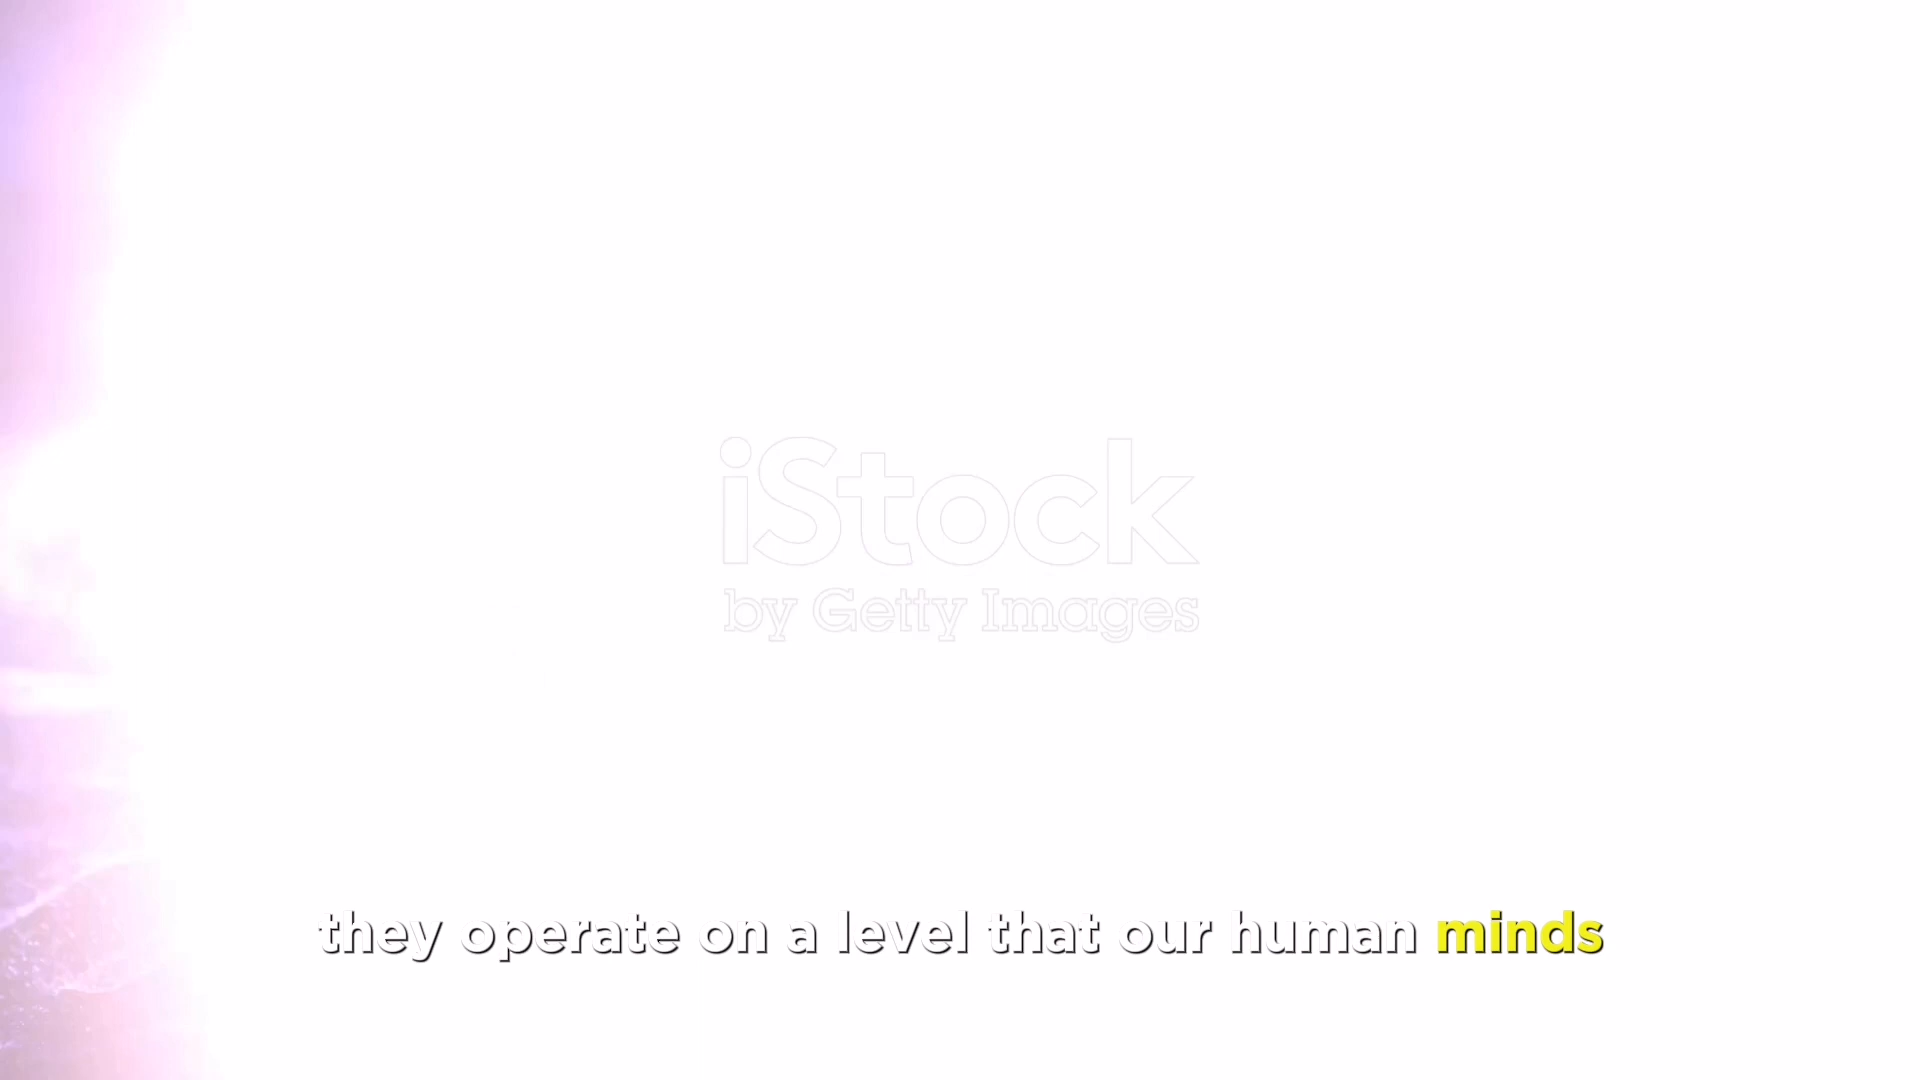 iStock
by Getty Images
they operate on a level that our human minds